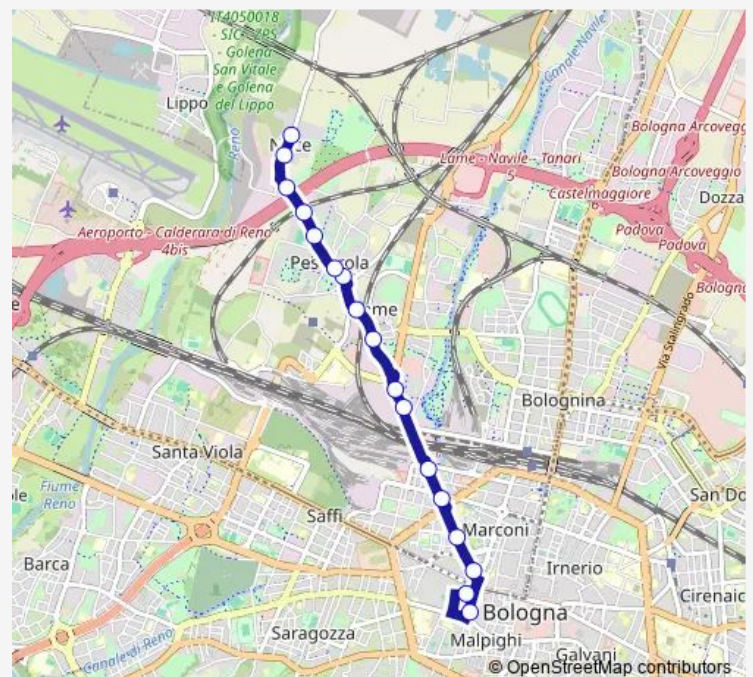 IT4050018
- SIC-ZPS
- Golena
San Vitale
e Golena
del Lippo
Lippo
Reno
Canale Navile
Bologna Arcoveggio
Lame - Navile - Tanari
5
Bologna Arcoveggio
Castelmaggiore
Dozza
Aeroporto - Calderara di Reno
4bis
Padova
Padova
Bologna
Via Stalingrado
Bolognina
Santa Viola
Fiume
Reno
San Do
Saffi
Marconi
Barca
Irnerio
Cirenaic
Bologna
Saragozza
Malpighi
Canale di Reno
Galvani
© OpenStreetMap contributors